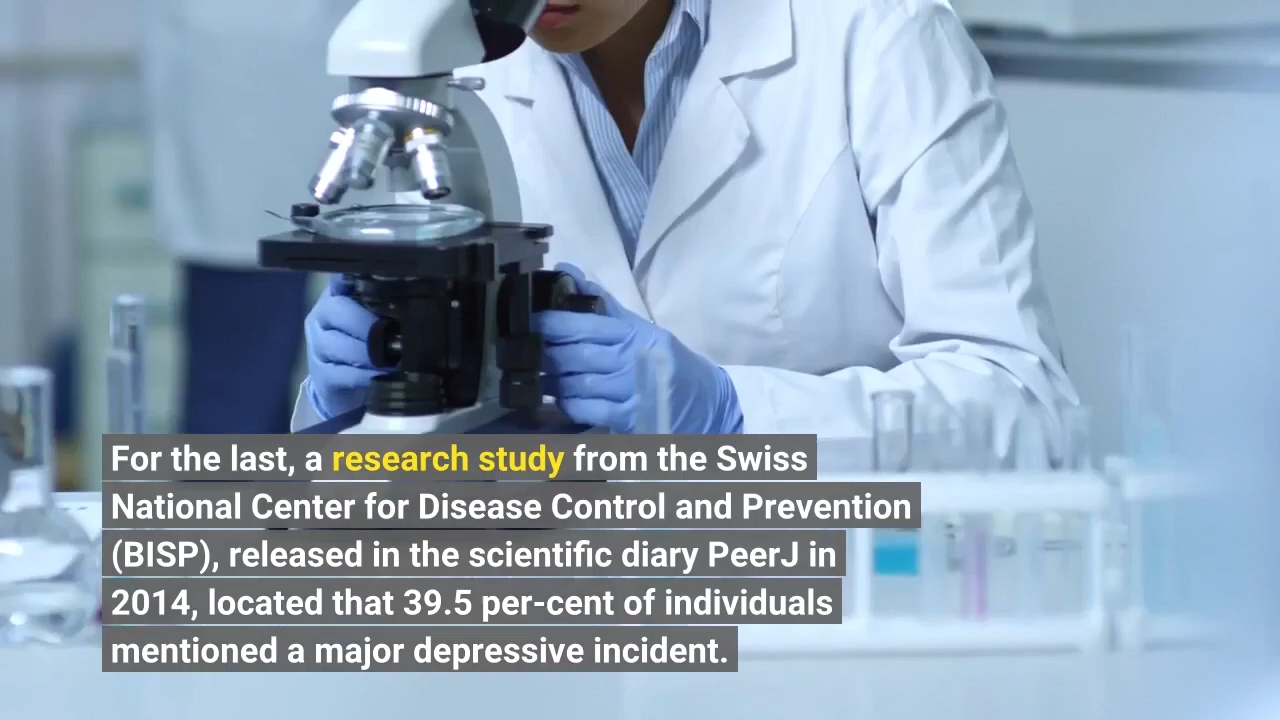 For the last, a research study from the Swiss
National Center for Disease Control and Prevention
(BISP), released in the scientific diary PeerJ in
2014, located that 39.5 per-cent of individuals
mentioned a major depressive incident.